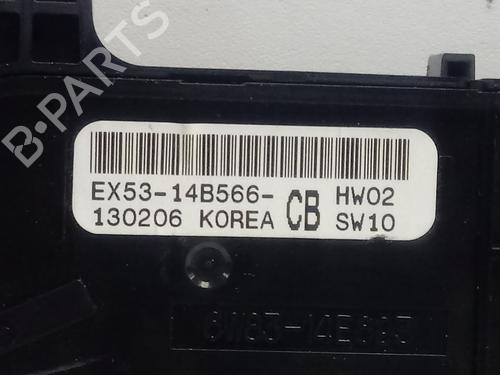 B-PARTS
EX53-14B566- CB HW02
130206 KOREA SW10